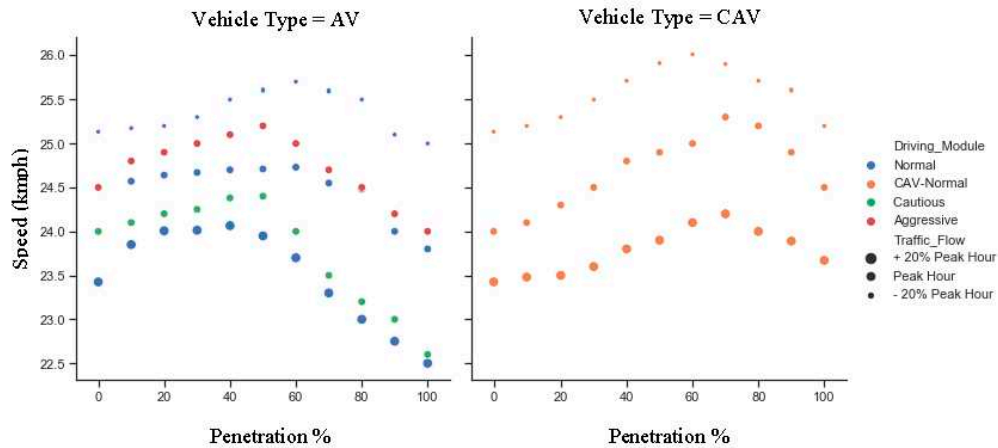 Vehicle Type = AV
Vehicle Type = CAV
Speed (kmph)
26.0
25.5
25.0
24.5
24.0
23.5
23.0
22.5
0 20 40 60 80 100
0 20 40 60 80 100
Penetration %
Penetration %
Driving_Module
Normal
CAV-Normal
Cautious
Aggressive
Traffic_Flow
+ 20% Peak Hour
Peak Hour
- 20% Peak Hour